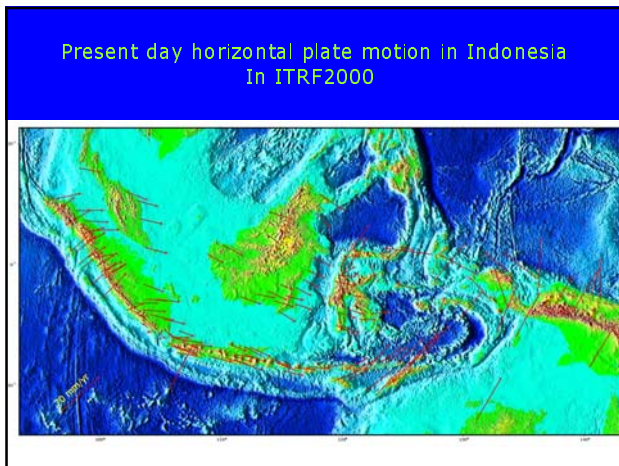 Present day horizontal plate motion in Indonesia
In ITRF2000
20 mm/yr